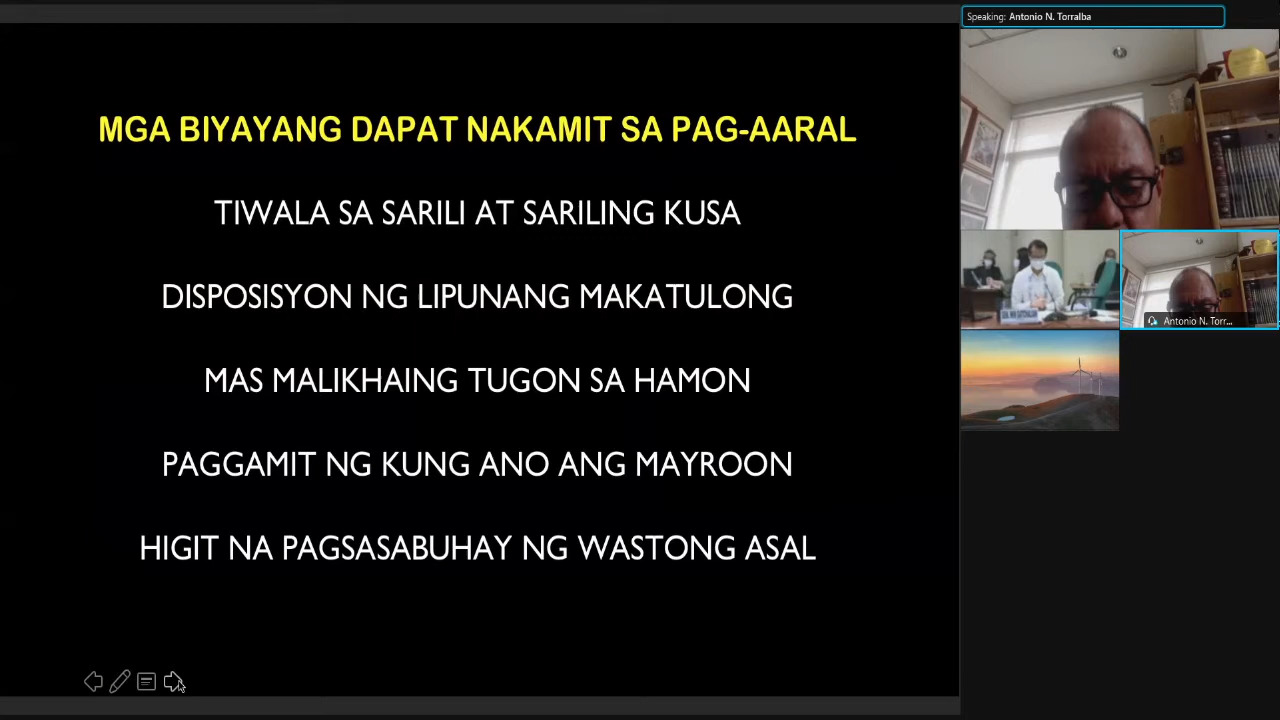 Speaking: Antonio N. Torralba
MGA BIYAYANG DAPAT NAKAMIT SA PAG-AARAL
TIWALA SA SARILI AT SARILING KUSA
DISPOSISYON NG LIPUNANG MAKATULONG
MAS MALIKHAING TUGON SA HAMON
PAGGAMIT NG KUNG ANO ANG MAYROON
HIGIT NA PAGSASABUHAY NG WASTONG ASAL
Antonio N. Torr...